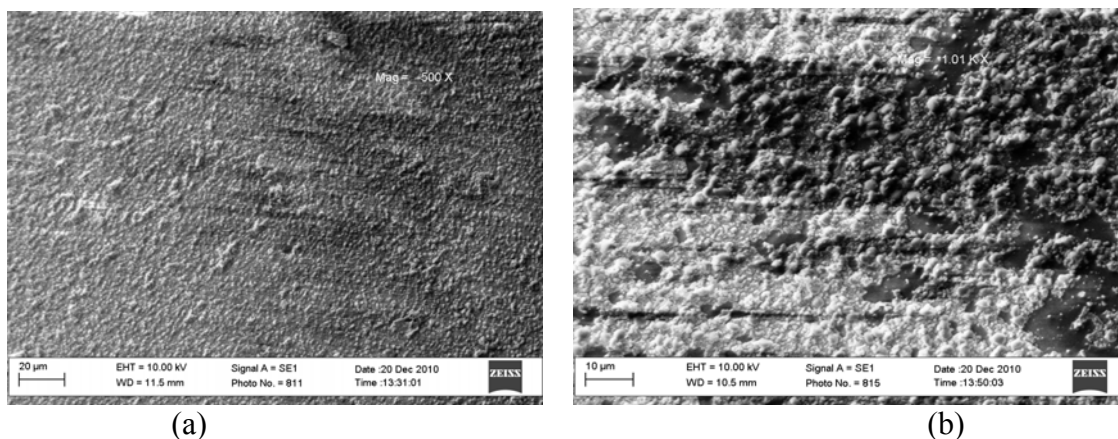 Mag = 500 X
20 µm
EHT = 10.00 kV
Signal A = SE1
Date :20 Dec 2010
WD = 11.5 mm
Photo No. = 811
Time :13:31:01
ZEISS
(a)
Mag = 1.01 K X
10 µm
EHT = 10.00 kV
Signal A = SE1
Date :20 Dec 2010
WD = 10.5 mm
Photo No. = 815
Time :13:50:03
ZEISS
(b)